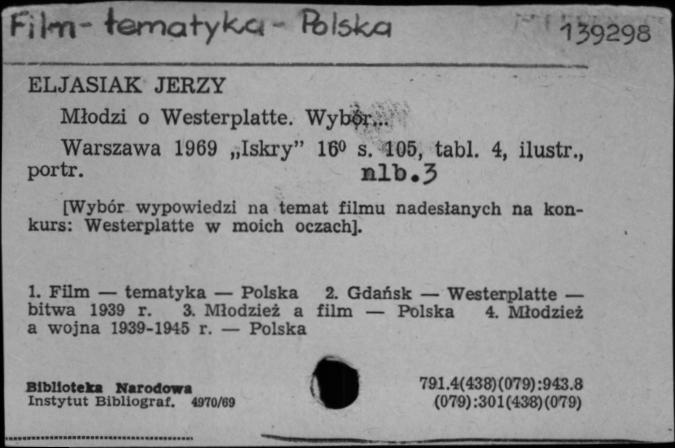 Film - tematyka - Polska
139298
ELJASIAK JERZY
Młodzi o Westerplatte. Wybór...
Warszawa 1969 „Iskry” 16⁰ s. 105, tabl. 4, ilustr.,
portr. nlb.3
[Wybór wypowiedzi na temat filmu nadesłanych na kon-
kurs: Westerplatte w moich oczach].
1. Film — tematyka — Polska 2. Gdańsk — Westerplatte —
bitwa 1939 r. 3. Młodzież a film — Polska 4. Młodzież
a wojna 1939-1945 r. — Polska
Biblioteka Narodowa 791.4(438)(079):943.8
Instytut Bibliograf. 4970/69 (079):301(438)(079)